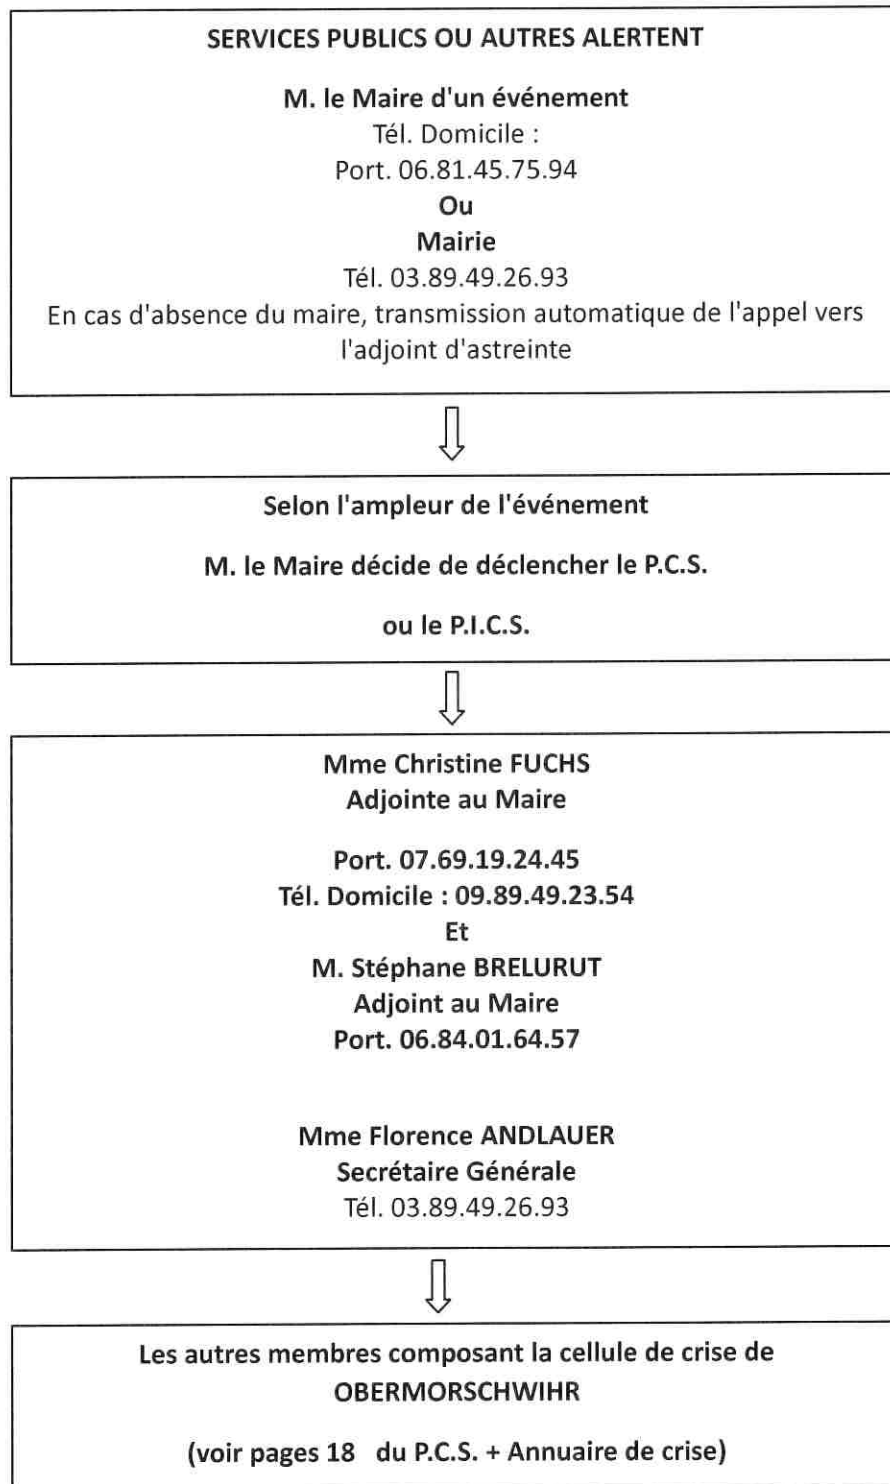 SERVICES PUBLICS OU AUTRES ALERTENT
M. le Maire d'un événement
Tél. Domicile :
Port. 06.81.45.75.94
Ou
Mairie
Tél. 03.89.49.26.93
En cas d'absence du maire, transmission automatique de l'appel vers
l'adjoint d'astreinte
Selon l'ampleur de l'événement
M. le Maire décide de déclencher le P.C.S.
ou le P.I.C.S.
Mme Christine FUCHS
Adjointe au Maire
Port. 07.69.19.24.45
Tél. Domicile : 09.89.49.23.54
Et
M. Stéphane BRELURUT
Adjoint au Maire
Port. 06.84.01.64.57
Mme Florence ANDLAUER
Secrétaire Générale
Tél. 03.89.49.26.93
Les autres membres composant la cellule de crise de
OBERMORSCHWIHR
(voir pages 18 du P.C.S. + Annuaire de crise)